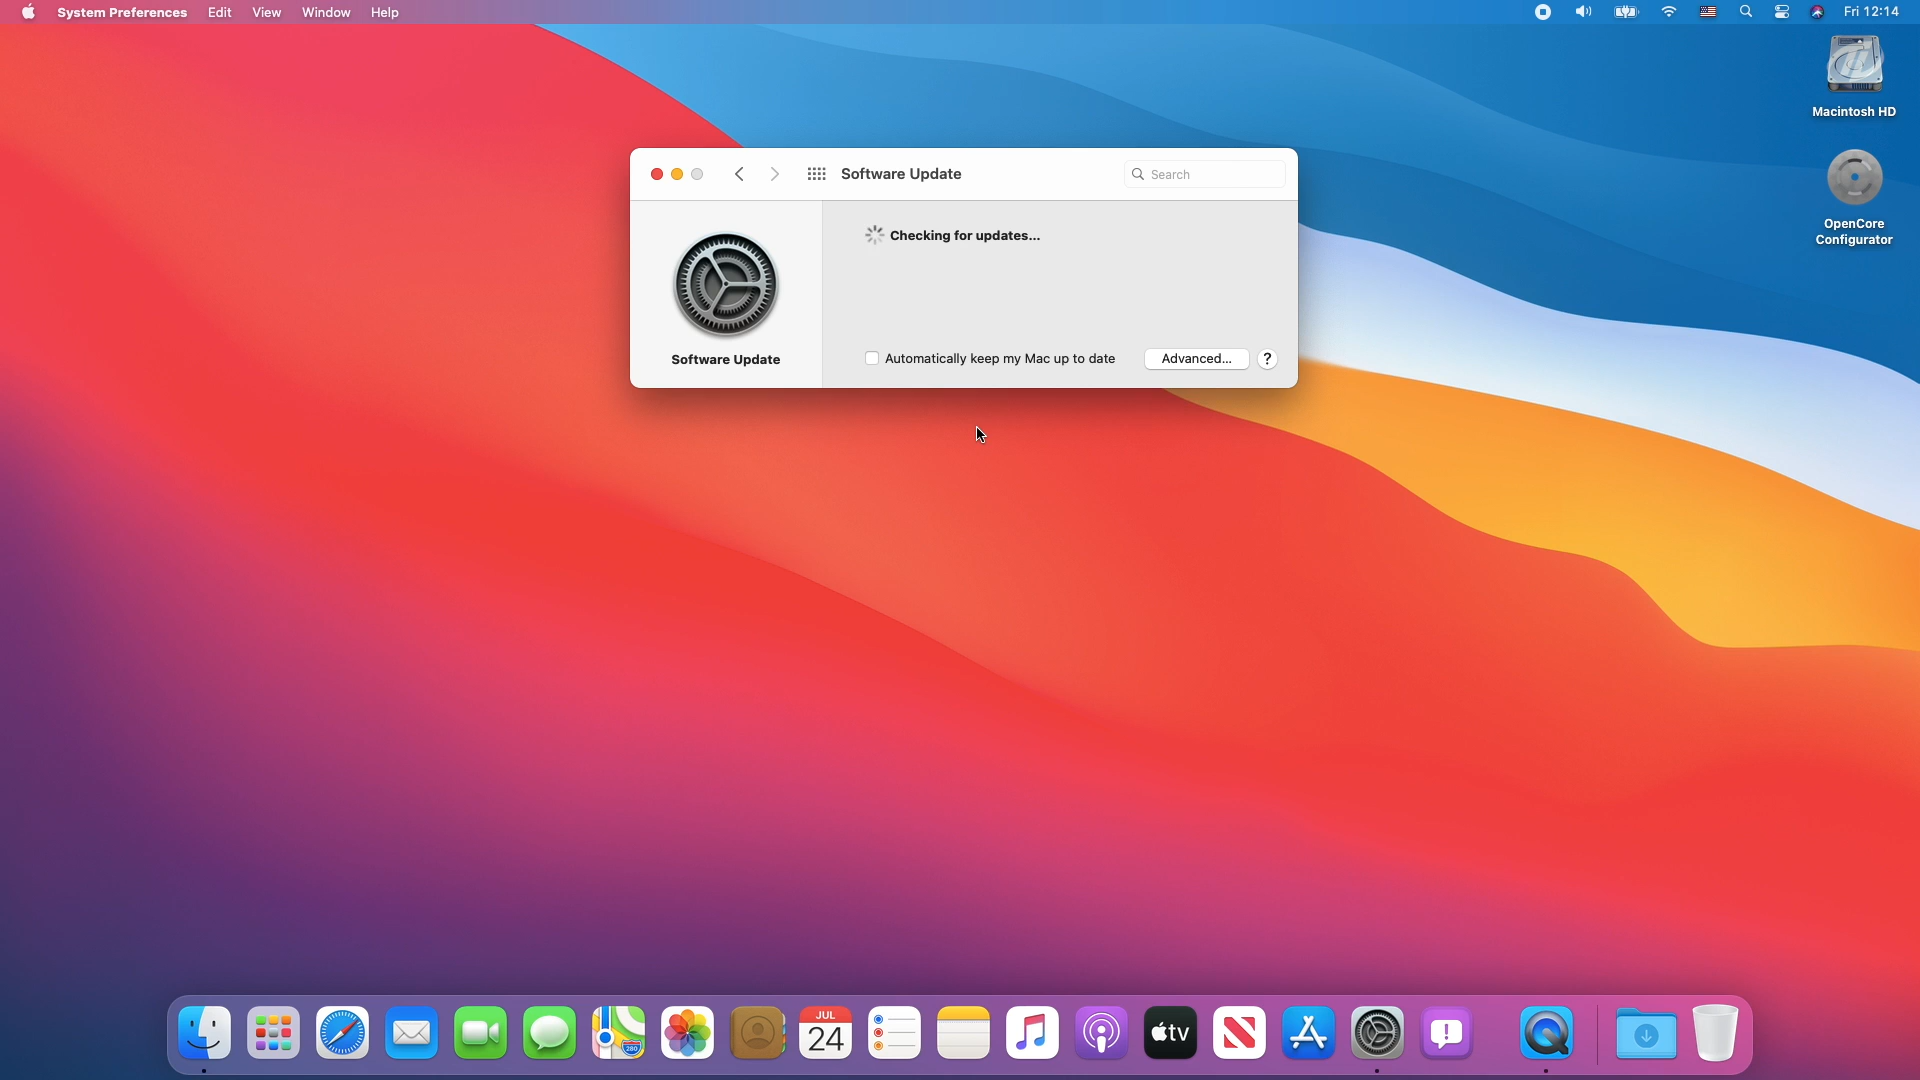 System Preferences Edit View Window Help Fri 12:14
Macintosh HD
OpenCore
Configurator
Software Update
Search
Checking for updates...
Automatically keep my Mac up to date
Advanced...
?
Software Update
280
JUL
24
tv